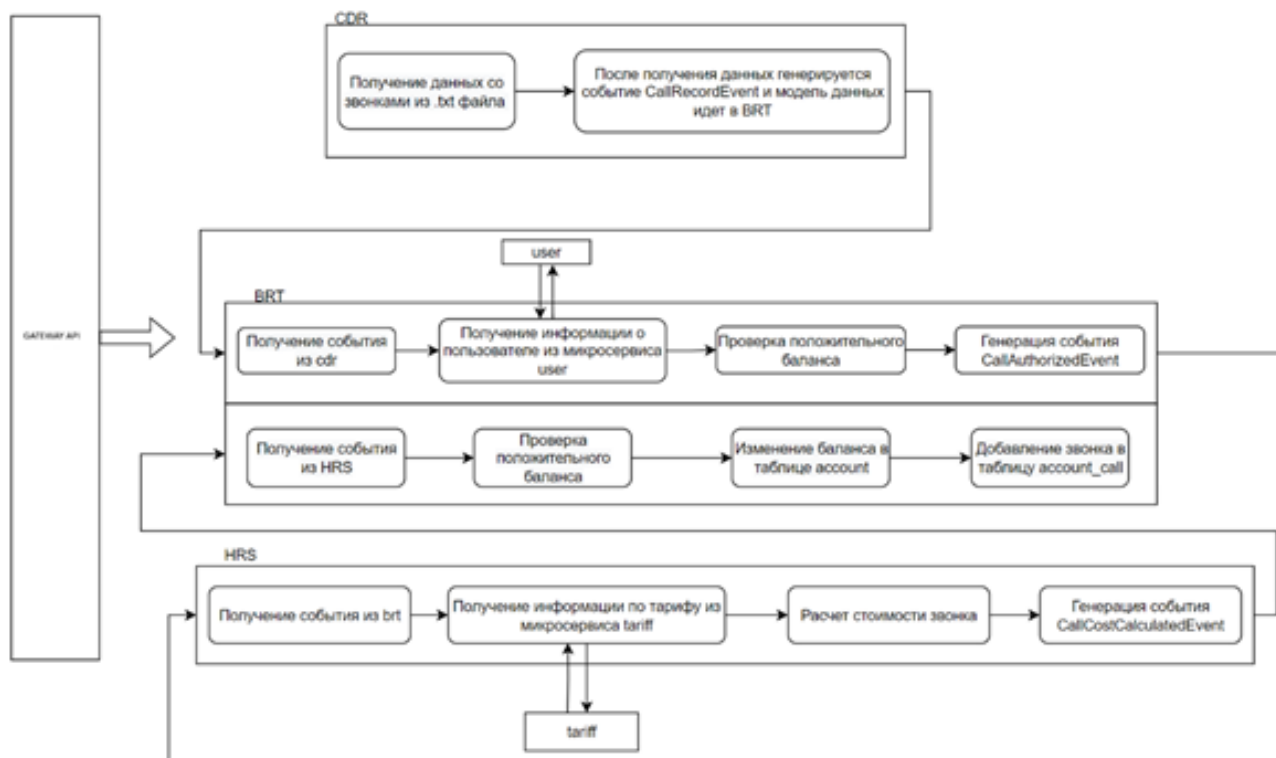 CDR
Получение данных со
звонками из .txt файла
После получения данных генерируется
событие CallRecordEvent и модель данных
идет в BRT
user
GATEWAY API
BRT
Получение события
из cdr
Получение информации о
пользователе из микросервиса
user
Проверка положительного
баланса
Генерация события
CallAuthorizedEvent
Получение события
из HRS
Проверка
положительного
баланса
Изменение баланса в
таблице account
Добавление звонка в
таблицу account_call
HRS
Получение события из brt
Получение информации по тарифу из
микросервиса tariff
Расчет стоимости звонка
Генерация события
CallCostCalculatedEvent
tariff